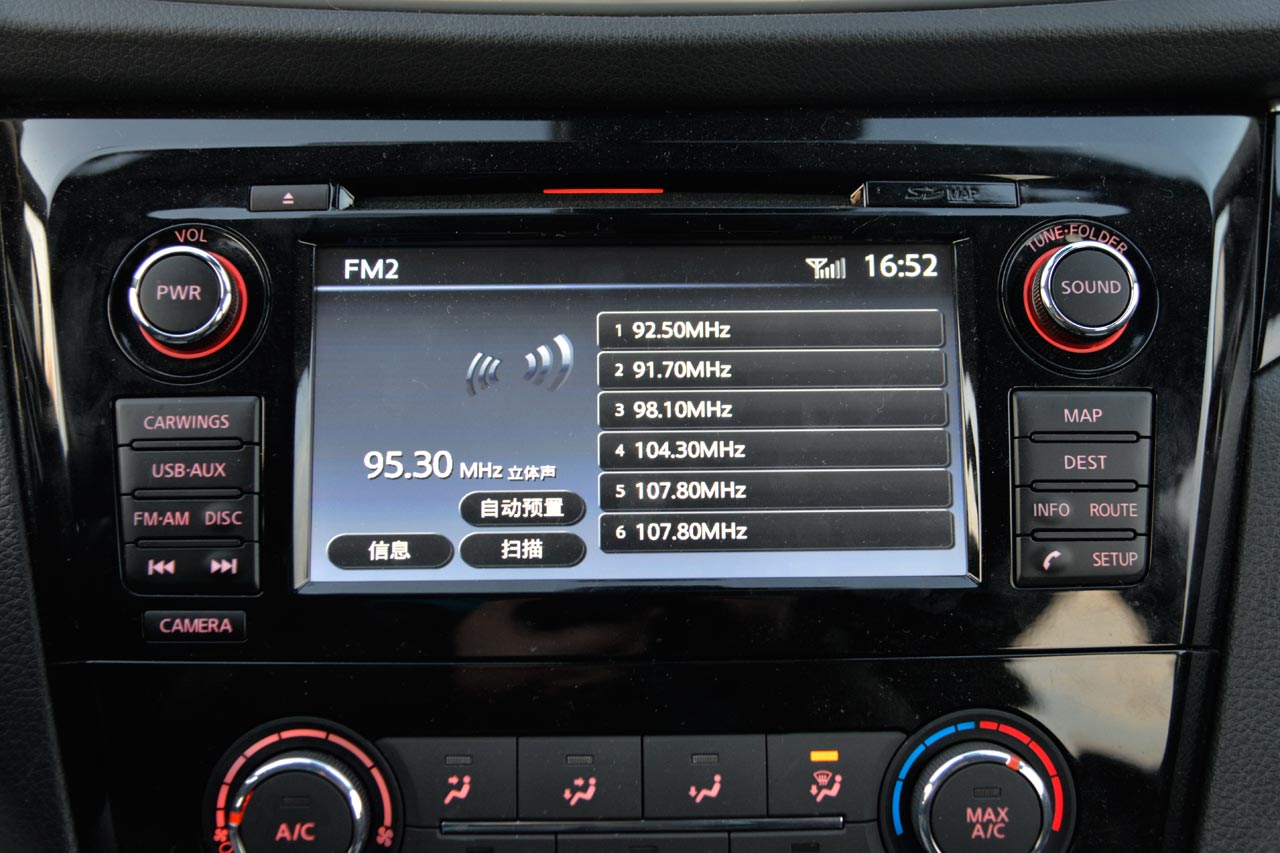 SD MAP
VOL
TUNE·FOLDER
PWR
SOUND
FM2
16:52
1 92.50MHz
2 91.70MHz
3 98.10MHz
4 104.30MHz
5 107.80MHz
6 107.80MHz
95.30 MHz 立体声
自动预置
信息
扫描
CARWINGS
USB·AUX
FM·AM DISC
CAMERA
MAP
DEST
INFO ROUTE
SETUP
A/C
MAX
A/C